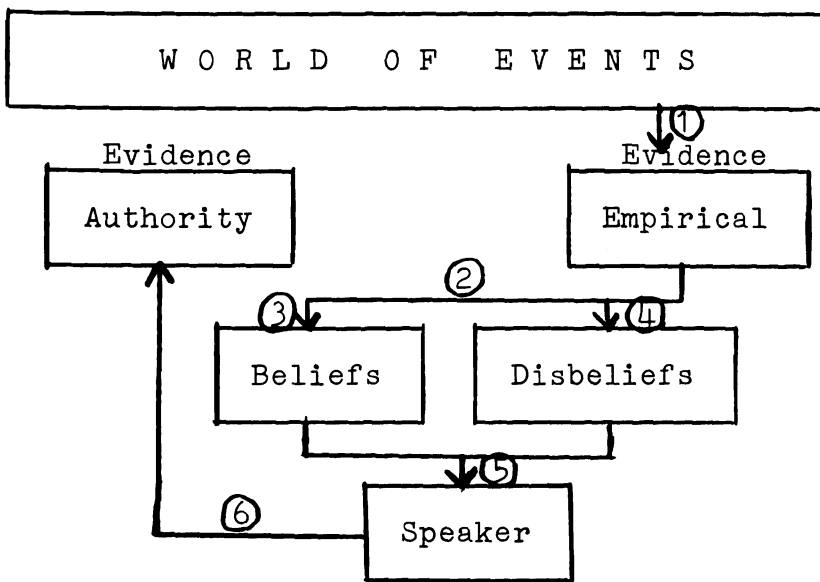 WORLD OF EVENTS
①
Evidence
Evidence
Authority
Empirical
②
③
④
Beliefs
Disbeliefs
⑤
⑥
Speaker